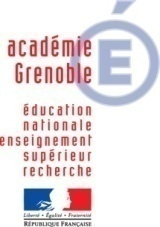 académie
Grenoble
É
éducation
nationale
enseignement
supérieur
recherche
Liberté • Égalité • Fraternité
RÉPUBLIQUE FRANÇAISE